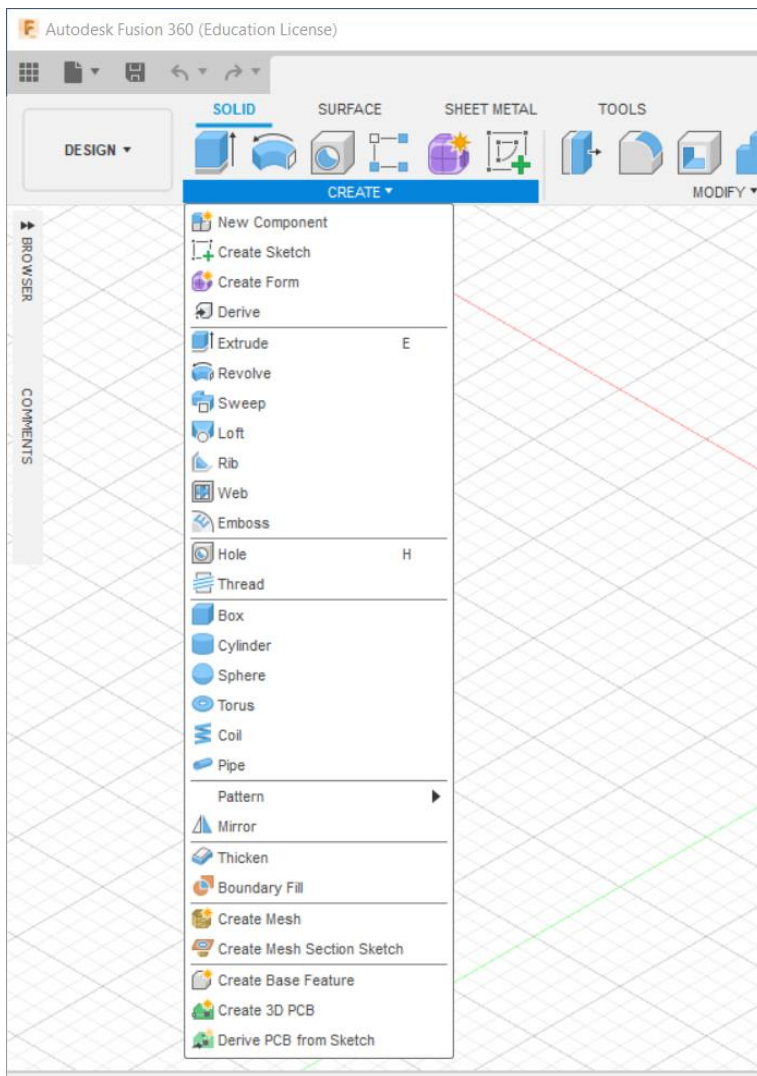 Autodesk Fusion 360 (Education License)
SOLID SURFACE SHEET METAL TOOLS
DESIGN
CREATE MODIFY
BROWSER
COMMENTS
New Component
Create Sketch
Create Form
Derive
Extrude E
Revolve
Sweep
Loft
Rib
Web
Emboss
Hole H
Thread
Box
Cylinder
Sphere
Torus
Coil
Pipe
Pattern
Mirror
Thicken
Boundary Fill
Create Mesh
Create Mesh Section Sketch
Create Base Feature
Create 3D PCB
Derive PCB from Sketch